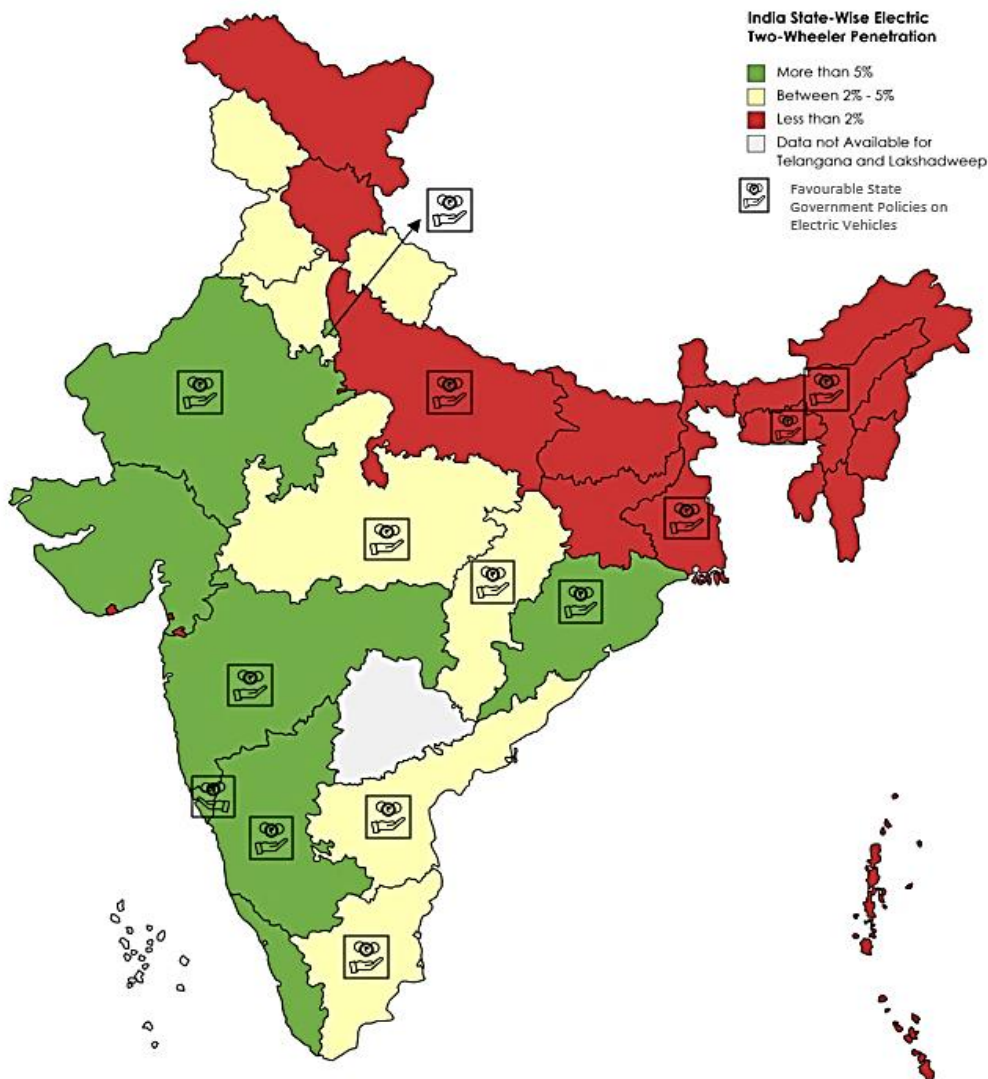 India State-Wise Electric
Two-Wheeler Penetration
More than 5%
Between 2% - 5%
Less than 2%
Data not Available for
Telangana and Lakshadweep
Favourable State
Government Policies on
Electric Vehicles